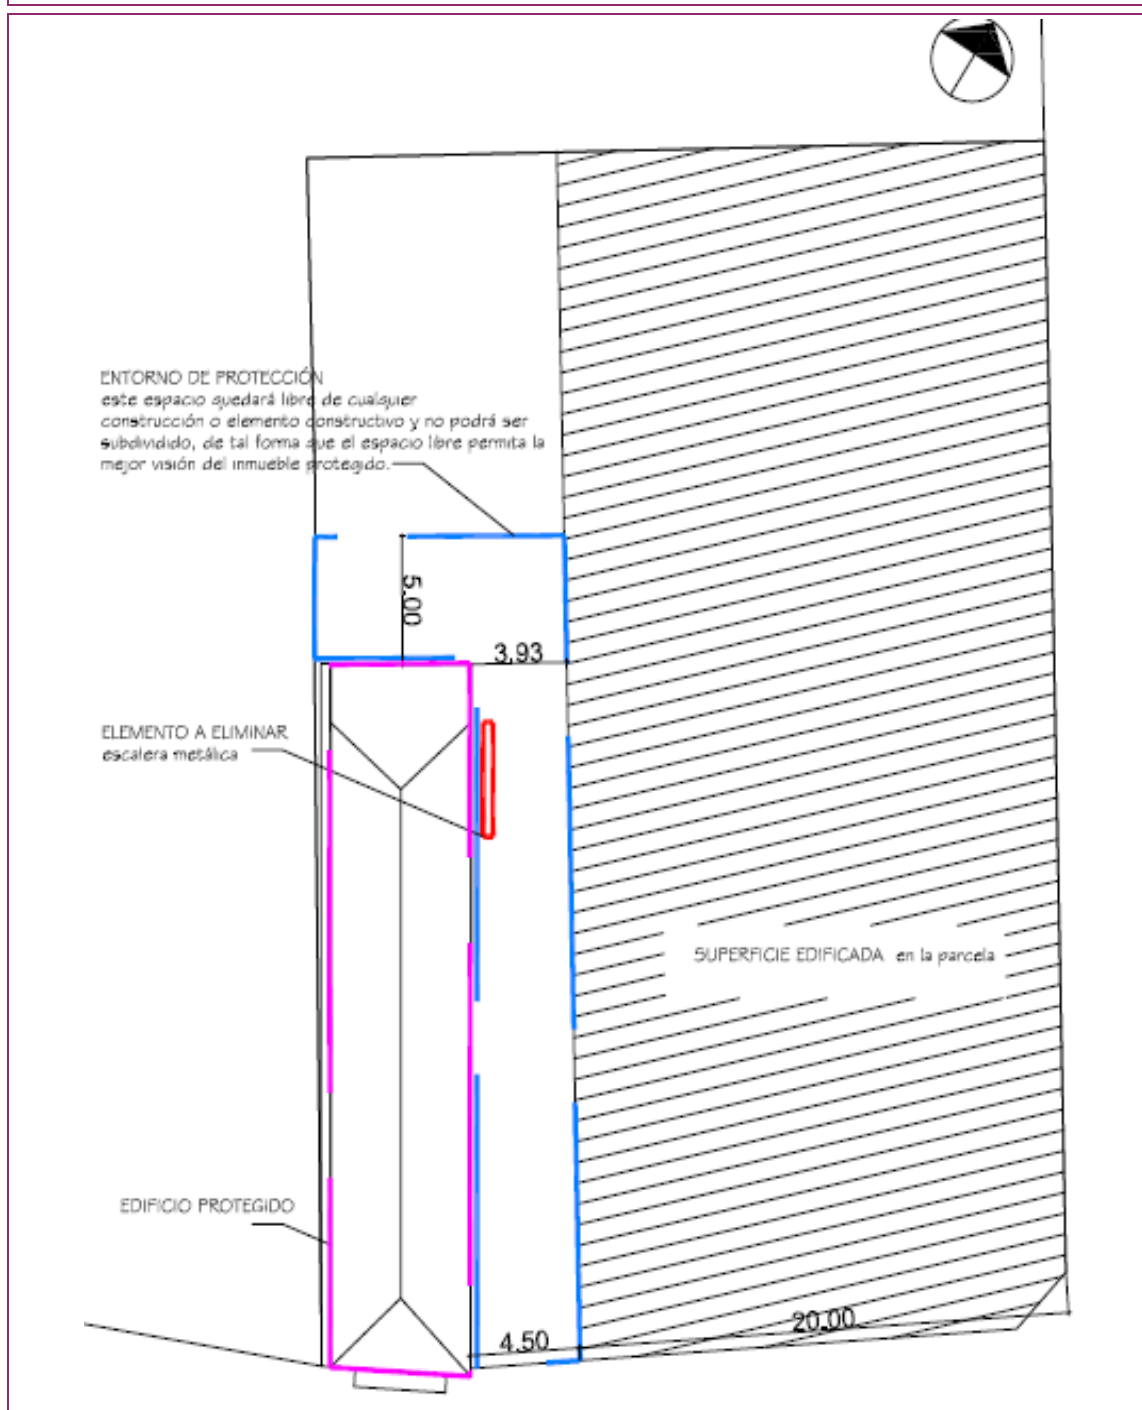 ENTORNO DE PROTECCIÓN
este espacio quedará libre de cualquier
construcción o elemento constructivo y no podrá ser
subdividido, de tal forma que el espacio libre permita la
mejor visión del inmueble protegido.
5.00
3.93
ELEMENTO A ELIMINAR
escalera metálica
SUPERFICIE EDIFICADA en la parcela
EDIFICIO PROTEGIDO
4.50
20.00